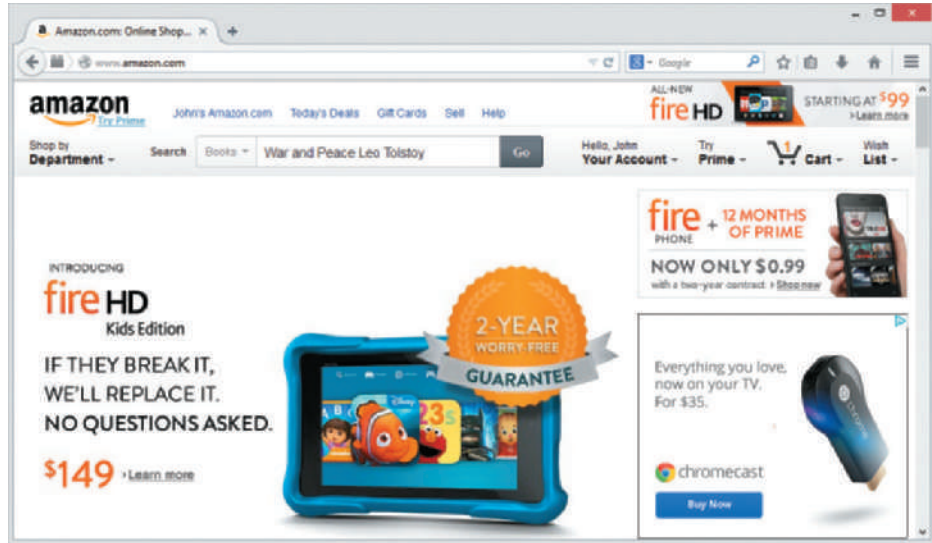 Amazon.com: Online Shop...
www.amazon.com
Google
amazon
Try Prime
John's Amazon.com Today's Deals Gift Cards Sell Help
ALL-NEW
fire HD
STARTING AT $99
›Learn more
Shop by
Department
Search Books War and Peace Leo Tolstoy Go
Hello, John
Your Account
Try
Prime
1
Cart
Wish
List
fire
PHONE
+ 12 MONTHS
OF PRIME
NOW ONLY $0.99
with a two-year contract › Shop now
INTRODUCING
fire HD
Kids Edition
IF THEY BREAK IT,
WE'LL REPLACE IT.
NO QUESTIONS ASKED.
$149 ›Learn more
2-YEAR
WORRY-FREE
GUARANTEE
Disney
123s
Everything you love,
now on your TV.
For $35.
chromecast
Buy Now
chrome